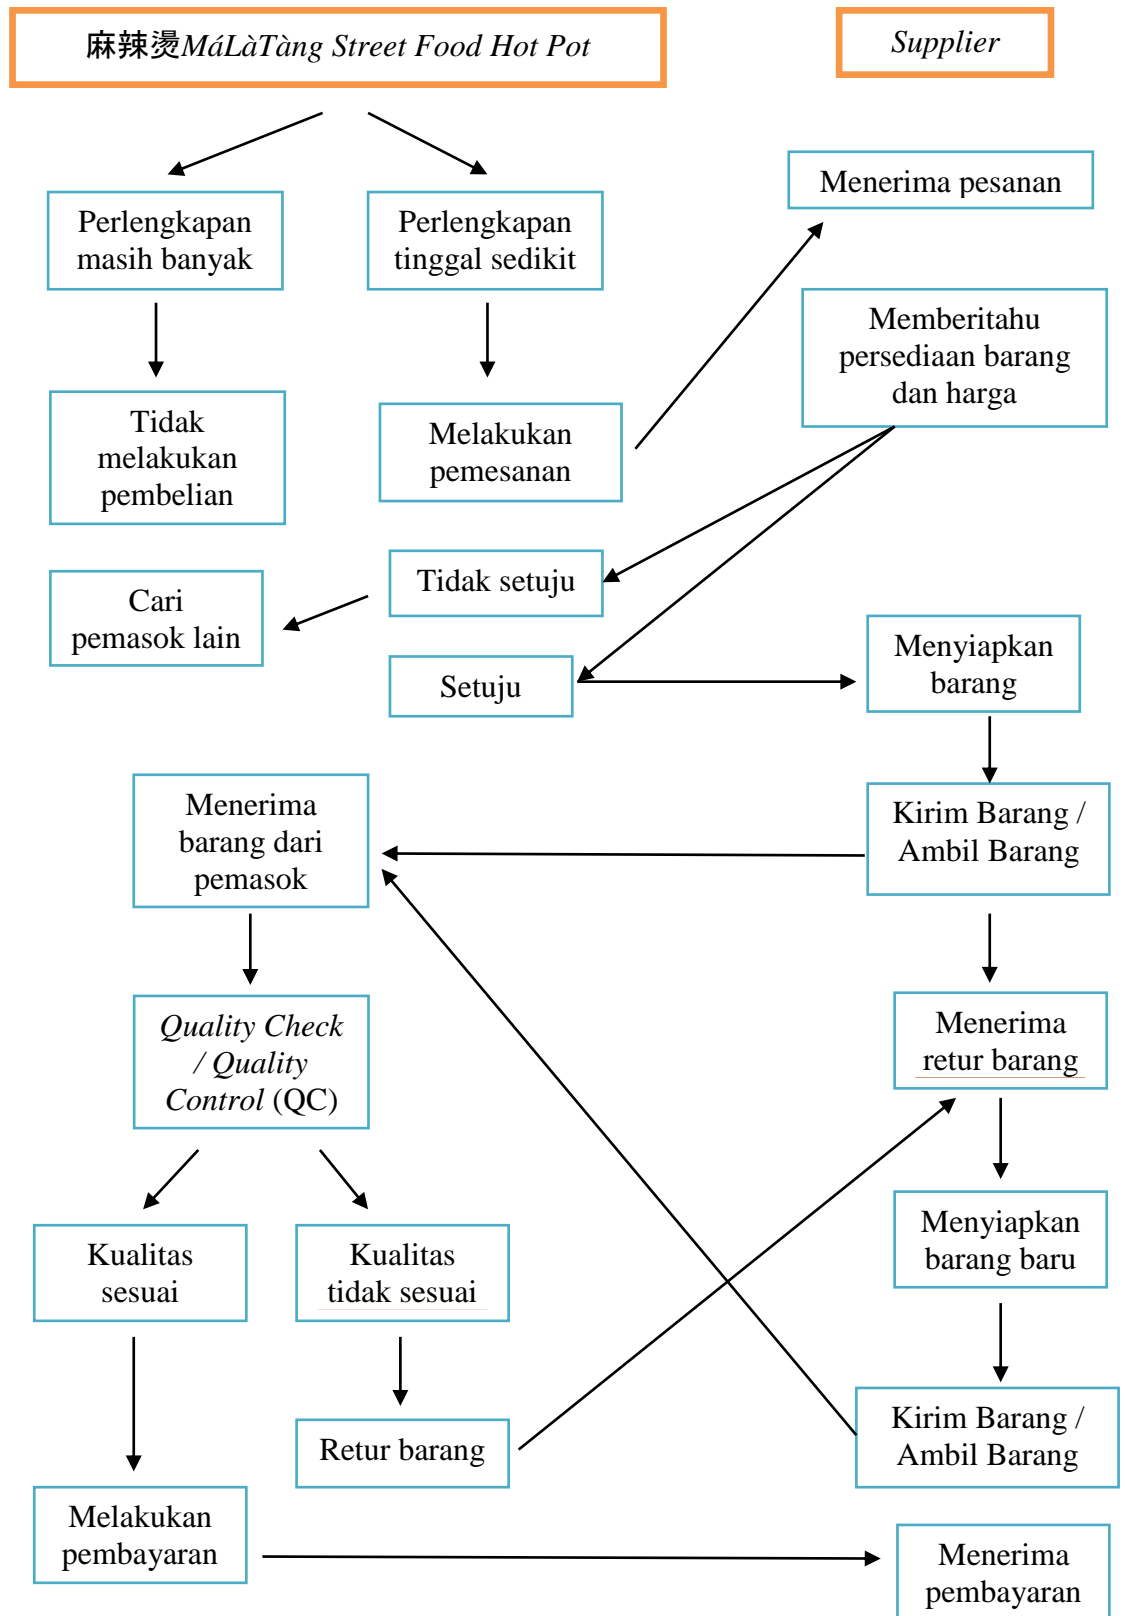 麻辣燙MáLàTàng Street Food Hot Pot
Supplier
Menerima pesanan
Perlengkapan
masih banyak
Perlengkapan
tinggal sedikit
Memberitahu
persediaan barang
dan harga
Tidak
melakukan
pembelian
Melakukan
pemesanan
Tidak setuju
Cari
pemasok lain
Setuju
Menyiapkan
barang
Menerima
barang dari
pemasok
Kirim Barang /
Ambil Barang
Quality Check
/ Quality
Control (QC)
Menerima
retur barang
Kualitas
sesuai
Kualitas
tidak sesuai
Menyiapkan
barang baru
Retur barang
Kirim Barang /
Ambil Barang
Melakukan
pembayaran
Menerima
pembayaran